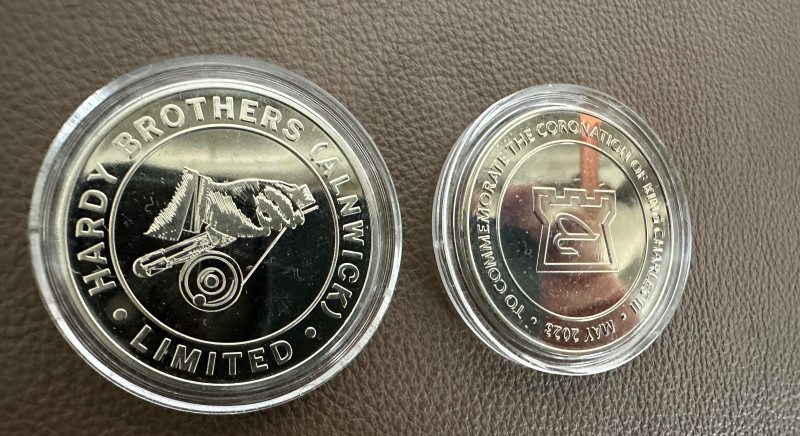 HARDY BROTHERS (ALNWICK)
• LIMITED •
TO COMMEMORATE THE CORONATION OF KING CHARLES III
• MAY 2023 •
a